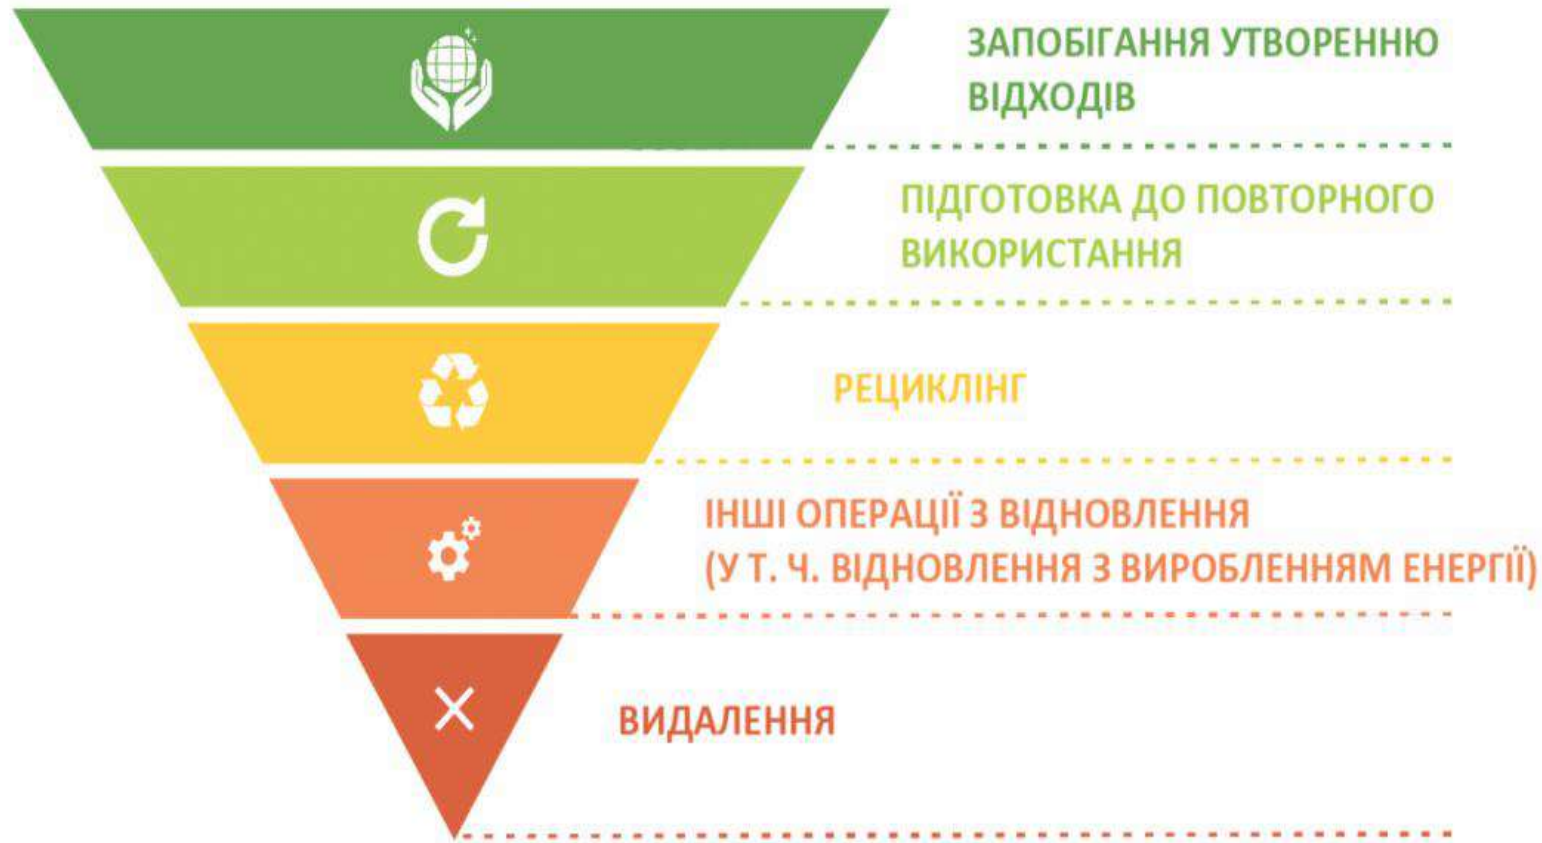 ЗАПОБІГАННЯ УТВОРЕННЮ
ВІДХОДІВ
ПІДГОТОВКА ДО ПОВТОРНОГО
ВИКОРИСТАННЯ
РЕЦИКЛІНГ
ІНШІ ОПЕРАЦІЇ З ВІДНОВЛЕННЯ
(У Т. Ч. ВІДНОВЛЕННЯ З ВИРОБЛЕННЯМ ЕНЕРГІЇ)
ВИДАЛЕННЯ